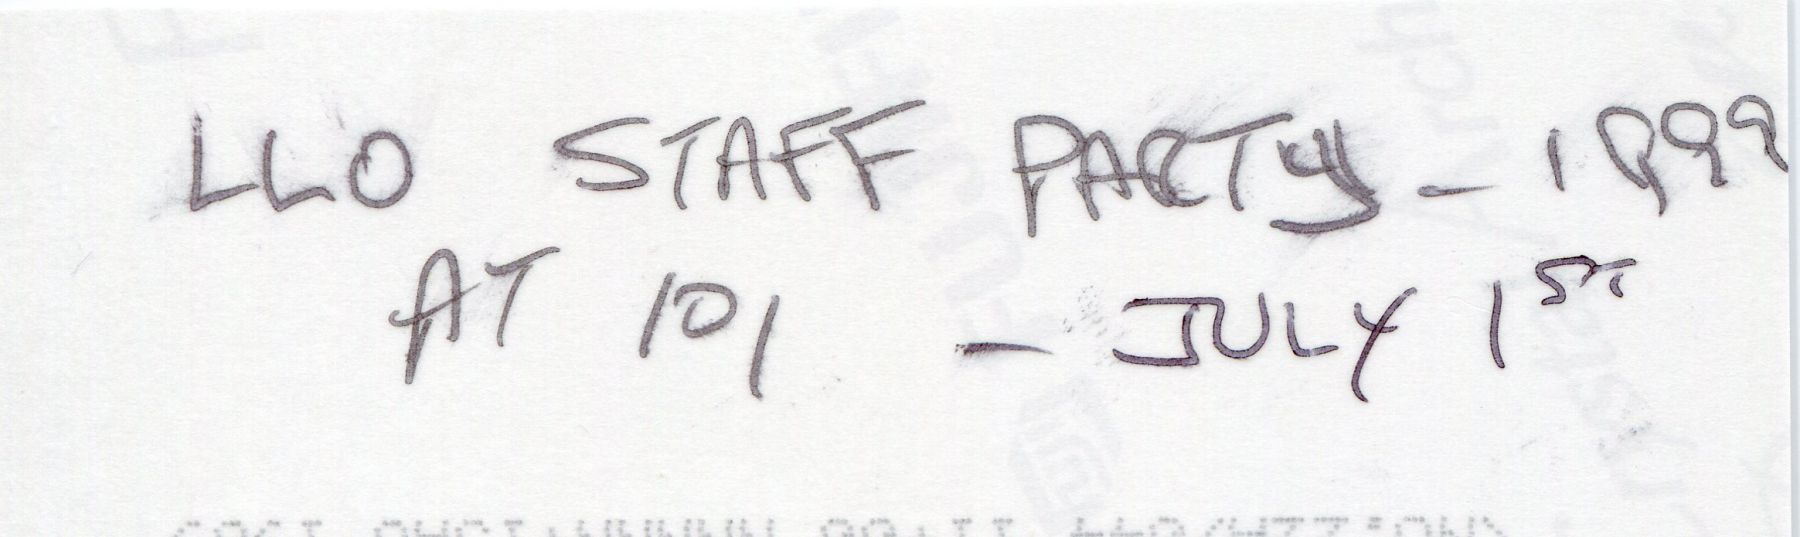 LLO STAFF PARTY - 1999
AT 101 - JULY 1ST